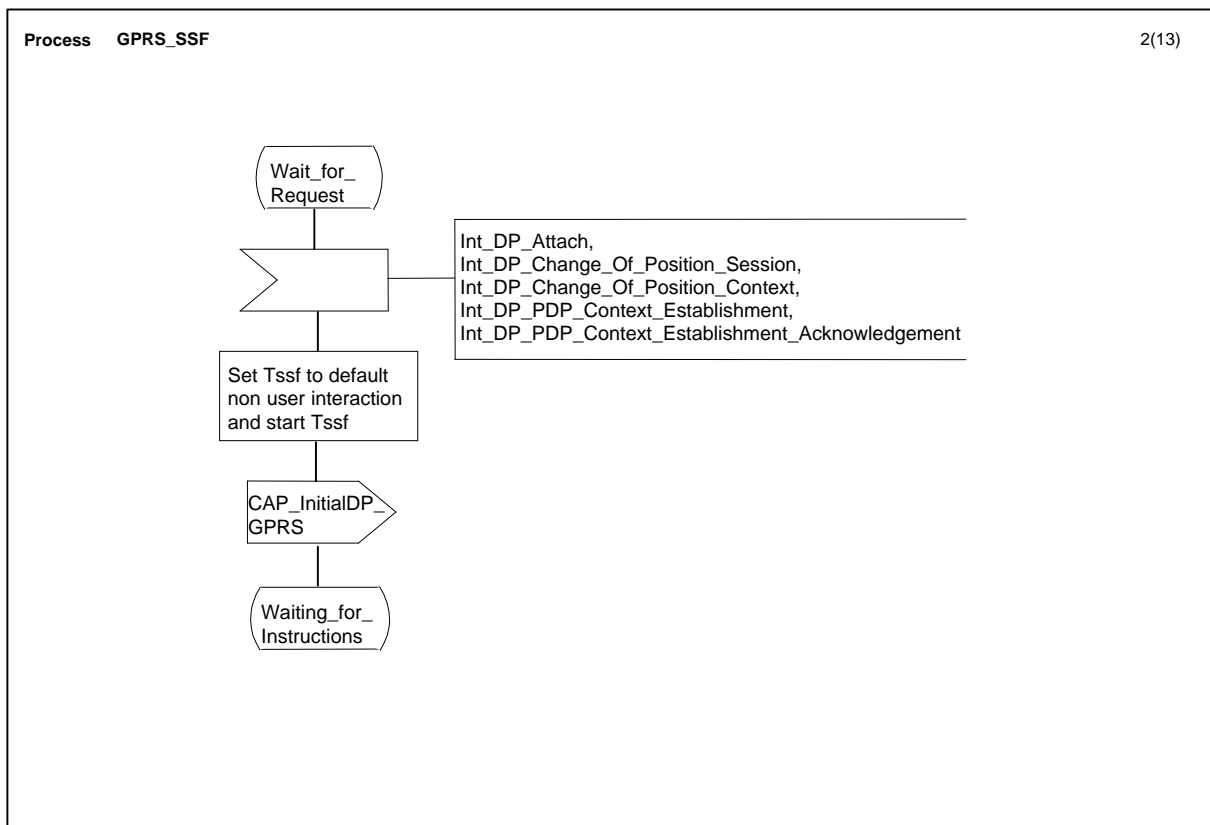 Process GPRS_SSF
2(13)
Wait_for_
Request
Int_DP_Attach,
Int_DP_Change_Of_Position_Session,
Int_DP_Change_Of_Position_Context,
Int_DP_PDP_Context_Establishment,
Int_DP_PDP_Context_Establishment_Acknowledgement
Set Tssf to default
non user interaction
and start Tssf
CAP_InitialDP_
GPRS
Waiting_for_
Instructions